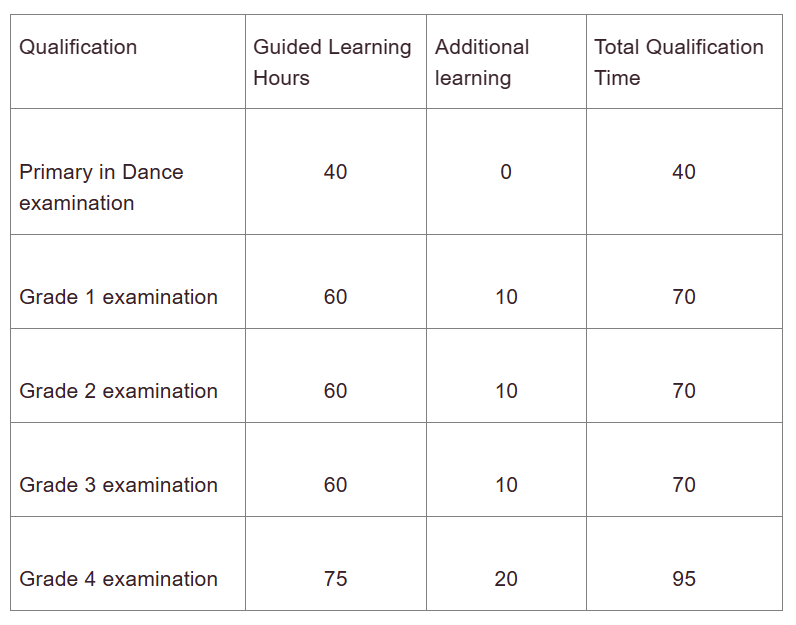 Qualification
Guided Learning
Hours
Additional
learning
Total Qualification
Time
Primary in Dance
examination
40
0
40
Grade 1 examination
60
10
70
Grade 2 examination
60
10
70
Grade 3 examination
60
10
70
Grade 4 examination
75
20
95